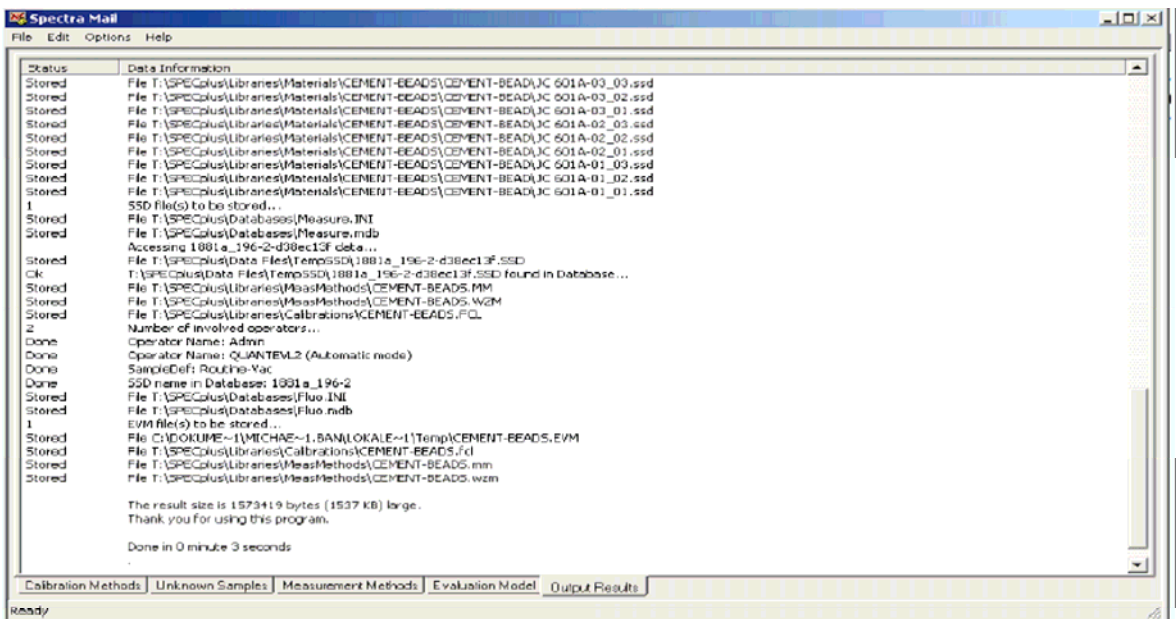 Spectra Mail
File Edit Options Help
Status Data Information
Stored File T:\SPECplus\Libraries\Materials\CEMENT-BEADS\CEMENT-BEAD\JC 601A-03_03.ssd
Stored File T:\SPECplus\Libraries\Materials\CEMENT-BEADS\CEMENT-BEAD\JC 601A-03_02.ssd
Stored File T:\SPECplus\Libraries\Materials\CEMENT-BEADS\CEMENT-BEAD\JC 601A-03_01.ssd
Stored File T:\SPECplus\Libraries\Materials\CEMENT-BEADS\CEMENT-BEAD\JC 601A-02_03.ssd
Stored File T:\SPECplus\Libraries\Materials\CEMENT-BEADS\CEMENT-BEAD\JC 601A-02_02.ssd
Stored File T:\SPECplus\Libraries\Materials\CEMENT-BEADS\CEMENT-BEAD\JC 601A-02_01.ssd
Stored File T:\SPECplus\Libraries\Materials\CEMENT-BEADS\CEMENT-BEAD\JC 601A-01_03.ssd
Stored File T:\SPECplus\Libraries\Materials\CEMENT-BEADS\CEMENT-BEAD\JC 601A-01_02.ssd
Stored File T:\SPECplus\Libraries\Materials\CEMENT-BEADS\CEMENT-BEAD\JC 601A-01_01.ssd
1 SSD file(s) to be stored...
Stored File T:\SPECplus\Databases\Measure.INI
Stored File T:\SPECplus\Databases\Measure.mdb
Accessing 1881a_196-2-d38ec13f data...
Stored File T:\SPECplus\Data Files\TempSSD\1881a_196-2-d38ec13f.SSD
Ok T:\SPECplus\Data Files\TempSSD\1881a_196-2-d38ec13f.SSD found in Database...
Stored File T:\SPECplus\Libraries\MeasMethods\CEMENT-BEADS.MM
Stored File T:\SPECplus\Libraries\MeasMethods\CEMENT-BEADS.WZM
Stored File T:\SPECplus\Libraries\Calibrations\CEMENT-BEADS.FCL
2 Number of involved operators...
Done Operator Name: Admin
Done Operator Name: QUANTEVL2 (Automatic mode)
Done SampleDef: Routine-Vac
Done SSD name in Database: 1881a_196-2
Stored File T:\SPECplus\Databases\Fluo.INI
Stored File T:\SPECplus\Databases\Fluo.mdb
1 EVM file(s) to be stored...
Stored File C:\DOKUME~1\MICHAE~1.BAN\LOKALE~1\Temp\CEMENT-BEADS.EVM
Stored File T:\SPECplus\Libraries\Calibrations\CEMENT-BEADS.fcl
Stored File T:\SPECplus\Libraries\MeasMethods\CEMENT-BEADS.mm
Stored File T:\SPECplus\Libraries\MeasMethods\CEMENT-BEADS.wzm
The result size is 1573419 bytes (1537 KB) large.
Thank you for using this program.
Done in 0 minute 3 seconds
.
Calibration Methods Unknown Samples Measurement Methods Evaluation Model Output Results
Ready